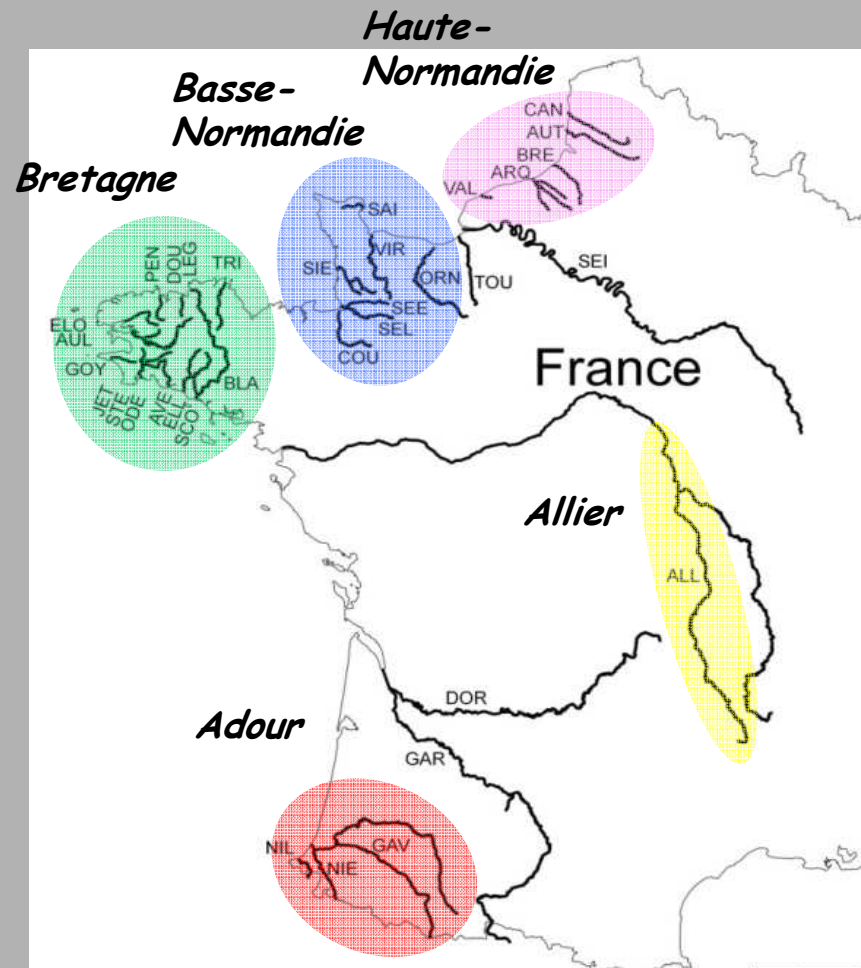 Haute-
Normandie
Basse-
Normandie
Bretagne
CAN
AUT
BRE
ARQ
VAL
SAI
VIR
SIE
ORN
TOU
SEI
SEE
SEL
COU
PEN
DOU
LEG
TRI
ELO
AUL
GOY
BLA
JET
STE
ODE
AVE
ELL
SCO
France
Allier
ALL
DOR
Adour
GAR
NIL
GAV
NIE